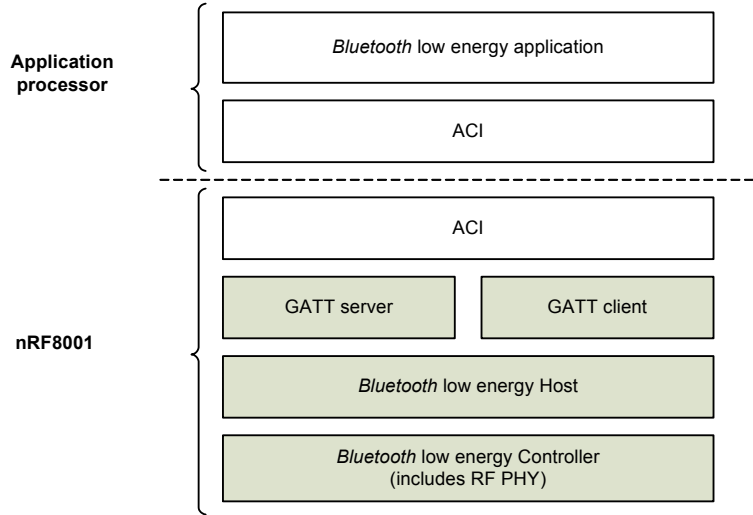 Application
processor
Bluetooth low energy application
ACI
nRF8001
ACI
GATT server
GATT client
Bluetooth low energy Host
Bluetooth low energy Controller
(includes RF PHY)